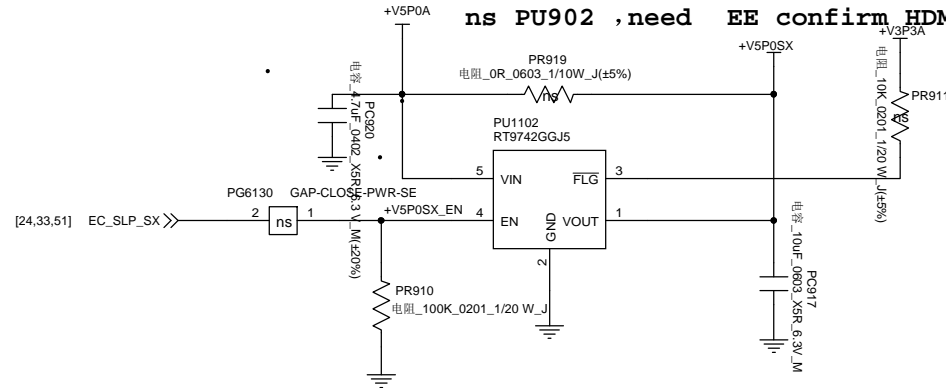 ns PU902 ,need EE confirm HDM
+V5P0A
+V3P3A
+V5P0SX
PR919
电阻_0R_0603_1/10W_J(±5%)
ns
电容_4.7uF_0402_X5R_6.3 V_M(±20%)
PC920
电阻_10K_0201_1/20 W_J(±5%)
PR911
ns
PU1102
RT9742GGJ5
5
VIN
FLG
3
PG6130
GAP-CLOSE-PWR-SE
[24,33,51]
EC_SLP_SX
2
ns
1
+V5P0SX_EN
4
EN
GND
VOUT
1
2
PR910
电阻_100K_0201_1/20 W_J
电容_10uF_0603_X5R_6.3V_M
PC917